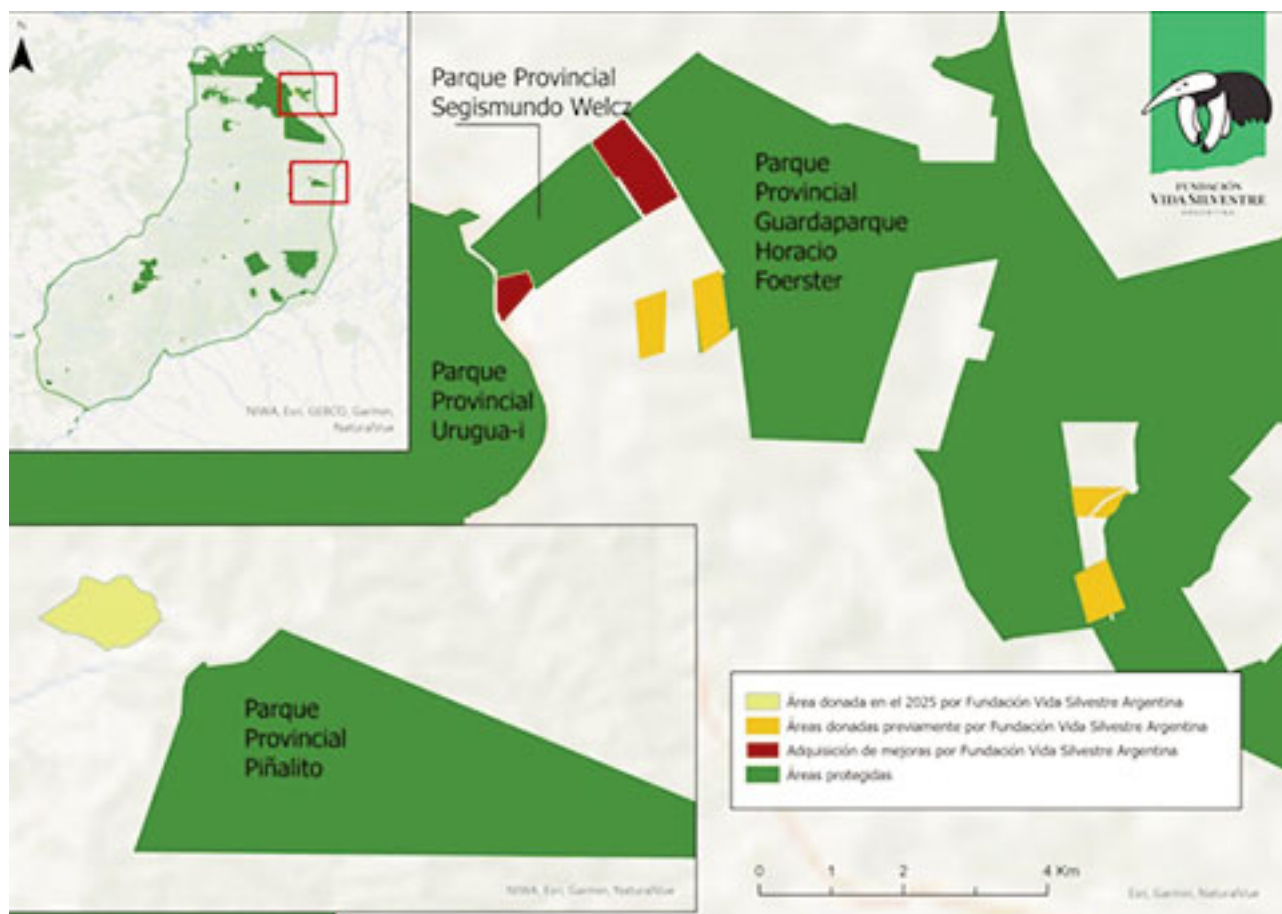 N
NIWA, Esri, GEBCO, Garmin,
NaturalVue
Parque Provincial
Segismundo Welcz
Parque
Provincial
Guardaparque
Horacio
Foerster
FUNDACIÓN
VIDA SILVESTRE
ARGENTINA
Parque
Provincial
Urugua-i
Parque
Provincial
Piñalito
NIWA, Esri, Garmin, NaturalVue
Área donada en el 2025 por Fundación Vida Silvestre Argentina
Áreas donadas previamente por Fundación Vida Silvestre Argentina
Adquisición de mejoras por Fundación Vida Silvestre Argentina
Áreas protegidas
0 1 2 4 Km
Esri, Garmin, NaturalVue